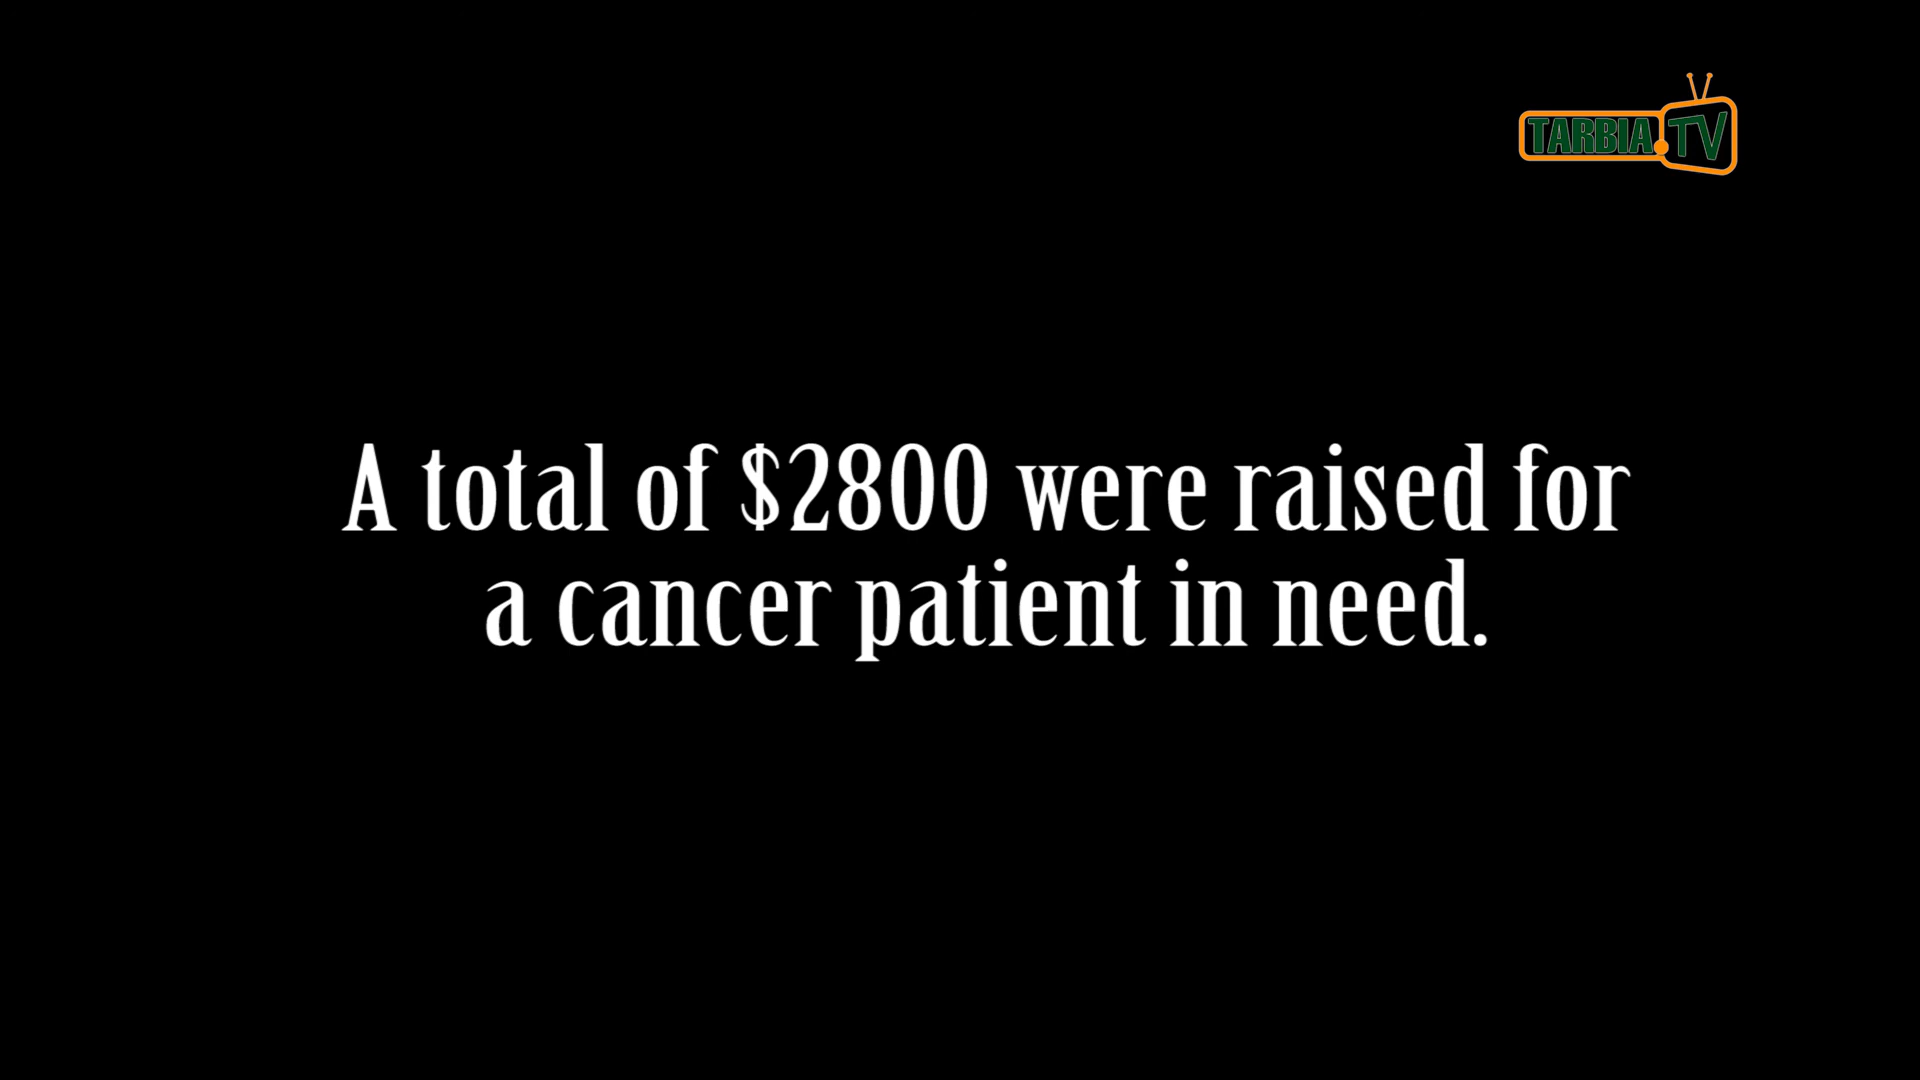 TARBIA.TV
A total of $2800 were raised for
a cancer patient in need.